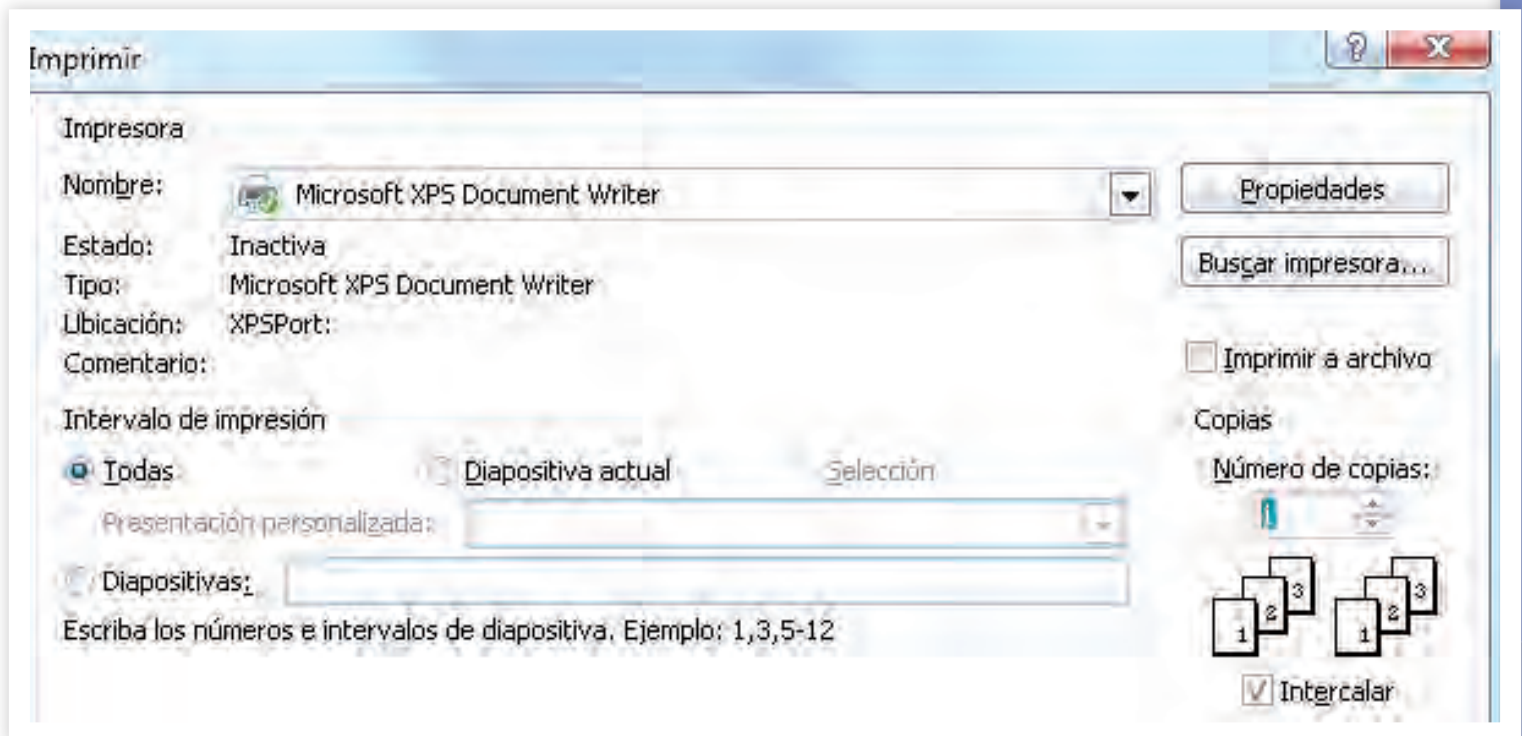 Imprimir
Impresora
Nombre: Microsoft XPS Document Writer Propiedades
Estado: Inactiva Buscar impresora...
Tipo: Microsoft XPS Document Writer
Ubicación: XPSPort:
Comentario: Imprimir a archivo
Intervalo de impresión Copias
Todas Diapositiva actual Selección Número de copias:
1
Presentación personalizada:
Diapositivas:
1 2 3 1 2 3
Escriba los números e intervalos de diapositiva. Ejemplo: 1,3,5-12
Intercalar